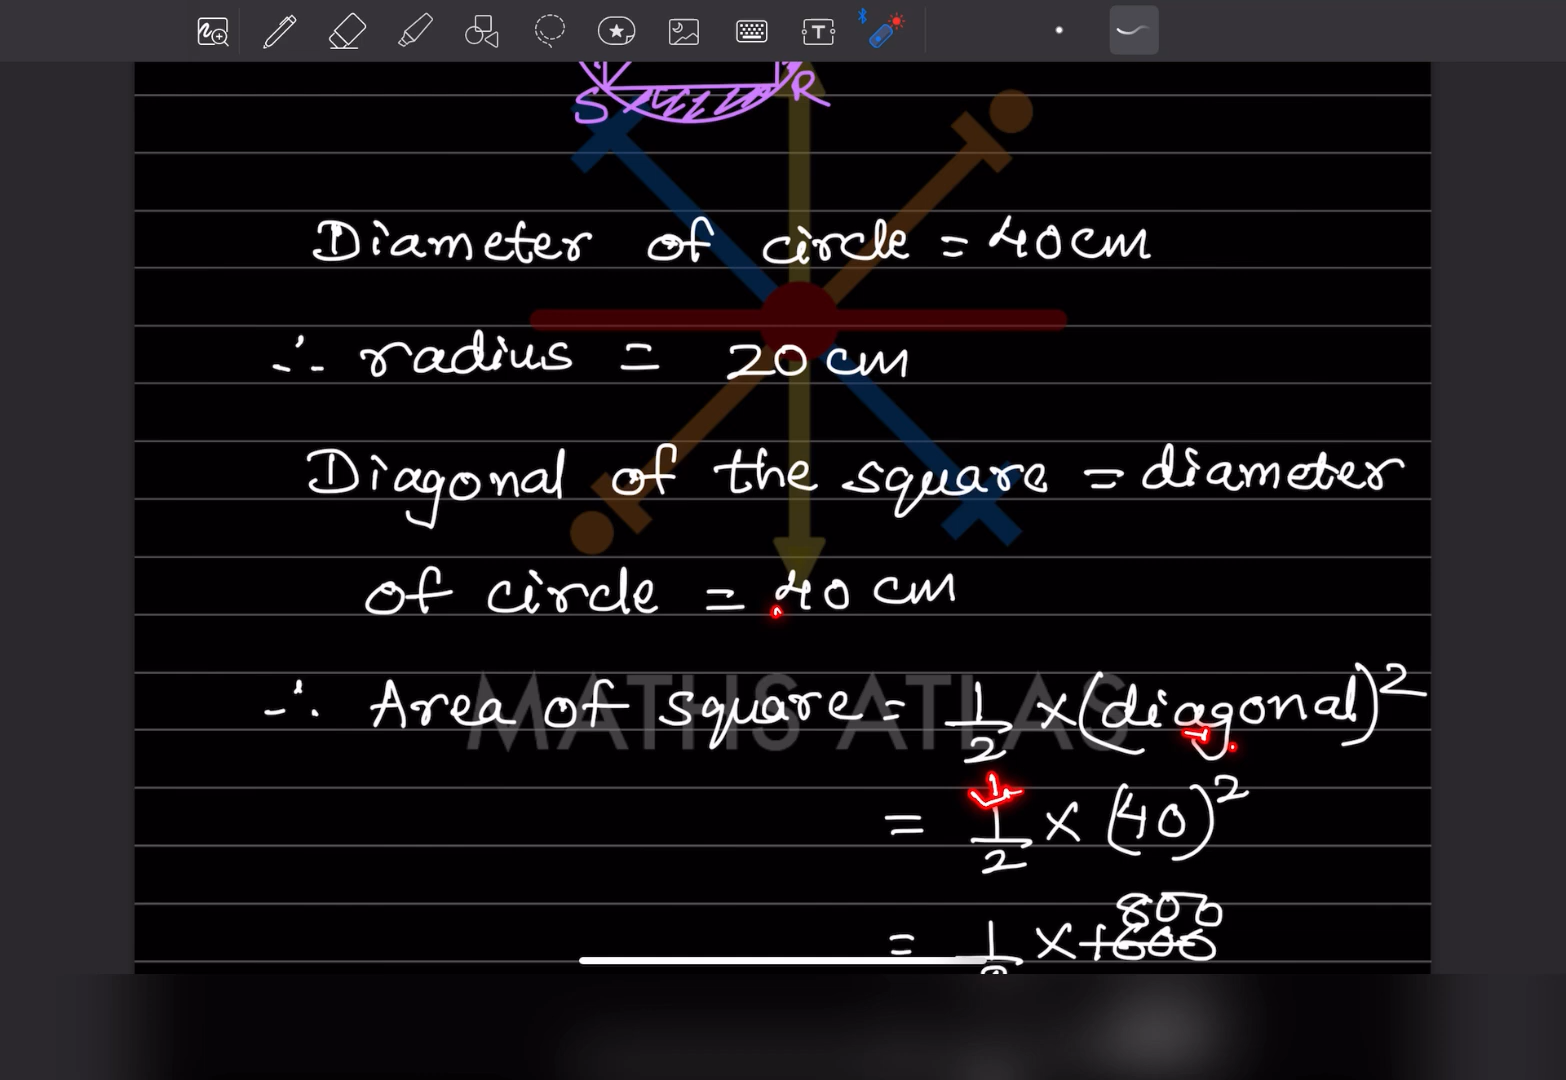 S R
Diameter of circle = 40cm
∴ radius = 20 cm
Diagonal of the square = diameter
of circle = 40 cm
MATHS ATLAS
∴ Area of square = 1/2 × (diagonal)²
= 1/2 × (40)²
800
= 1/2 × 1600